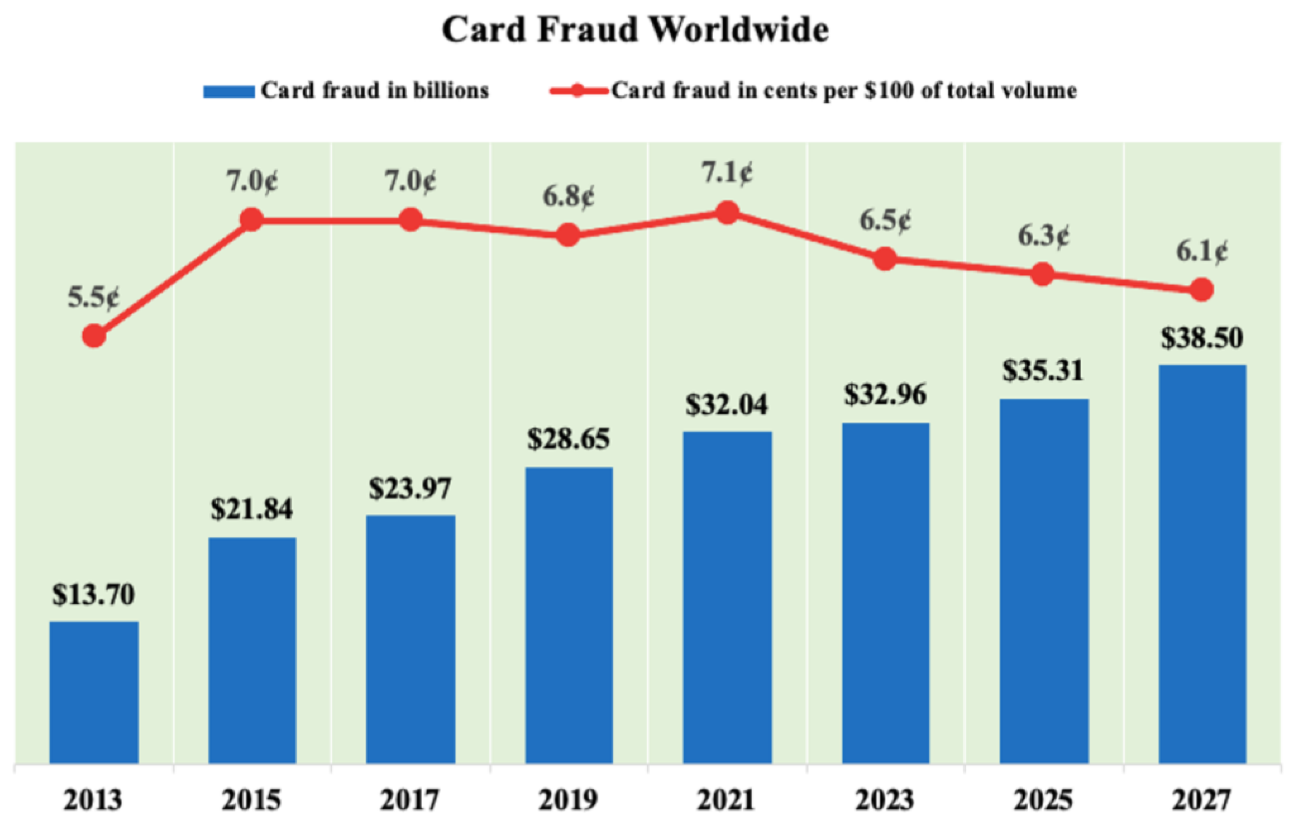 Card Fraud Worldwide
Card fraud in billions Card fraud in cents per $100 of total volume
5.5¢ 7.0¢ 7.0¢ 6.8¢ 7.1¢ 6.5¢ 6.3¢ 6.1¢
$13.70 $21.84 $23.97 $28.65 $32.04 $32.96 $35.31 $38.50
2013 2015 2017 2019 2021 2023 2025 2027